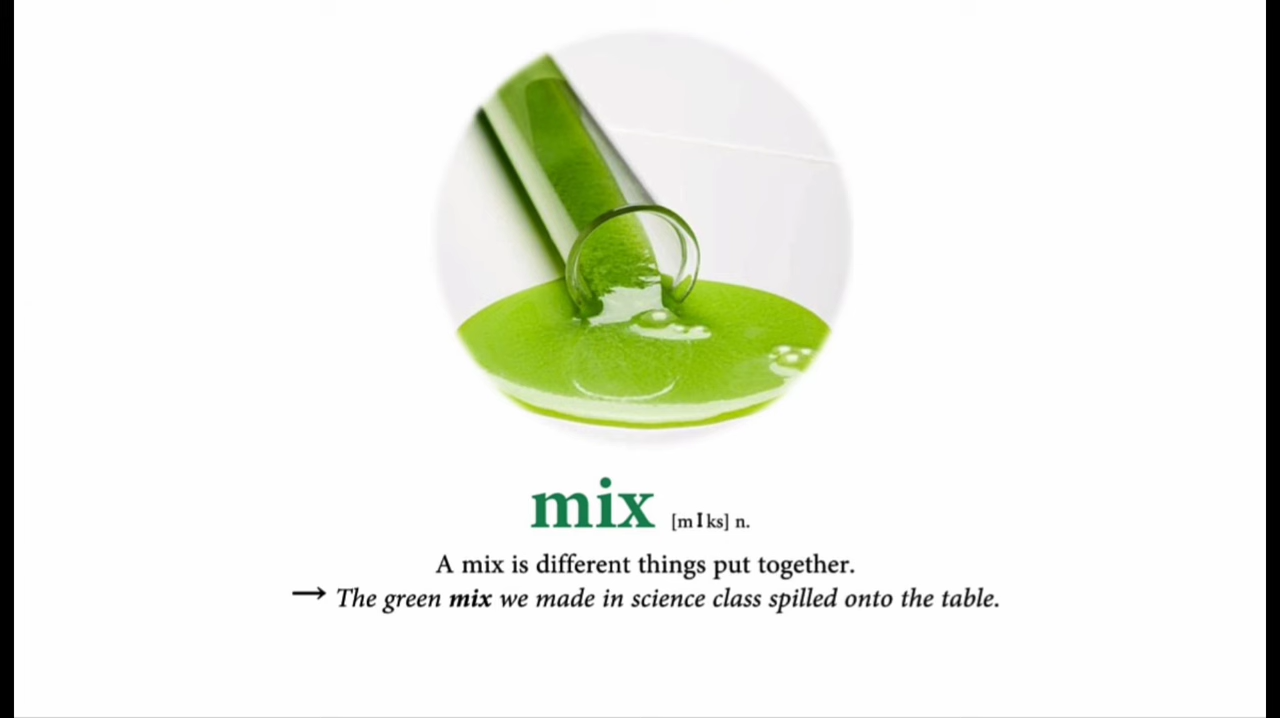 mix [mIks] n.
A mix is different things put together.
→ The green mix we made in science class spilled onto the table.